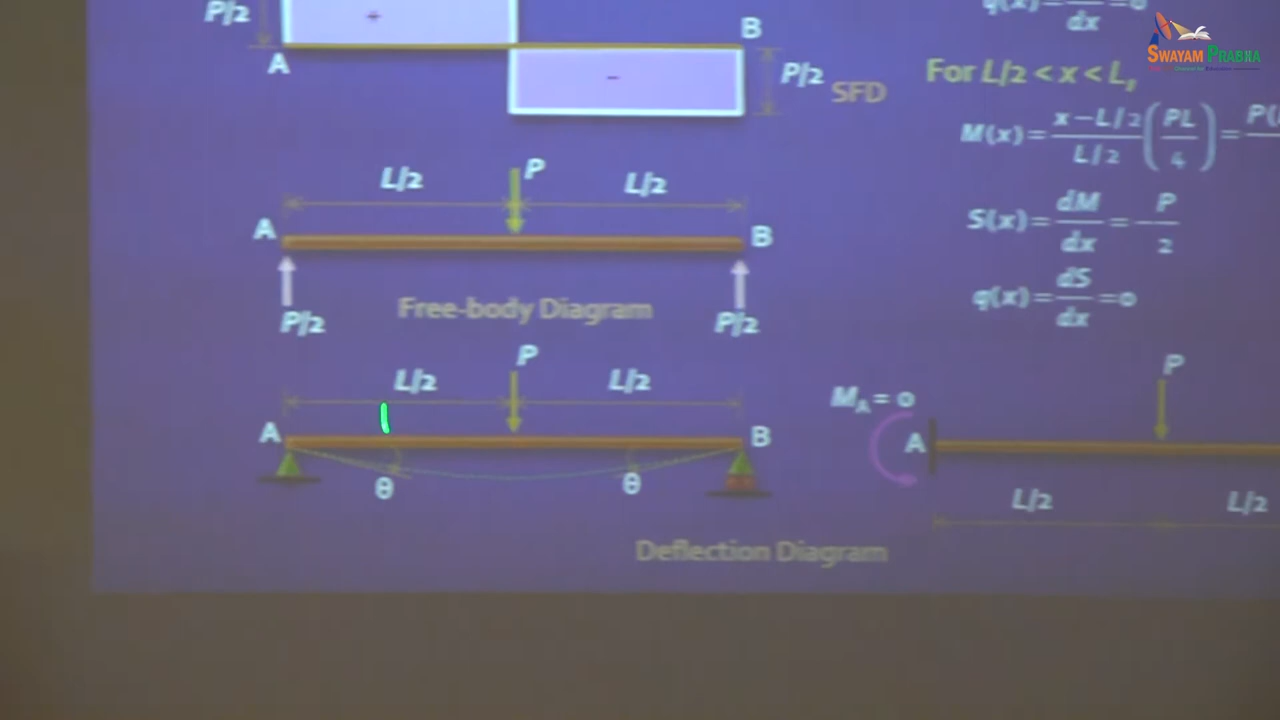 P/2
+
q(x)= /dx =0
A
B
-
P/2 SFD
SWAYAM PRABHA
For L/2 < x < L,
M(x) = (x-L/2)/(L/2) (PL/4) = P(
L/2 P L/2
A B
P/2 Free-body Diagram P/2
S(x) = dM/dx = -P/2
q(x) = dS/dx = 0
L/2 P L/2
A B
θ θ
Deflection Diagram
P
M_A = 0
A
L/2 L/2